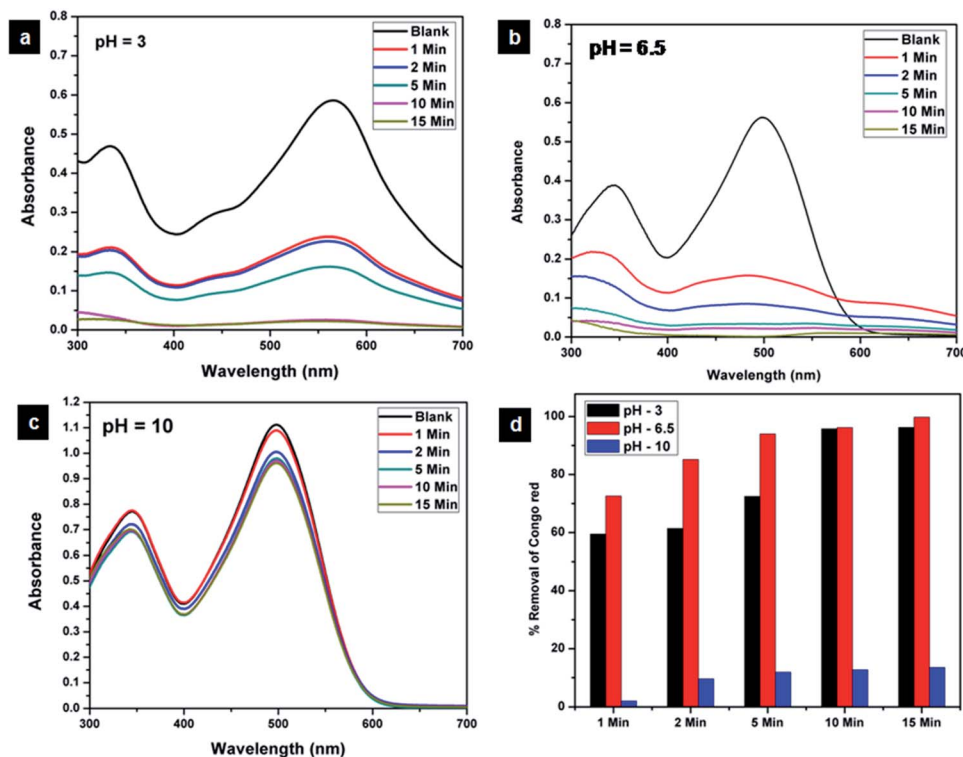 a
pH = 3
Blank
1 Min
2 Min
5 Min
10 Min
15 Min
0.8
0.7
0.6
0.5
0.4
0.3
0.2
0.1
0.0
Absorbance
300
400
500
600
700
Wavelength (nm)
b
pH = 6.5
Blank
1 Min
2 Min
5 Min
10 Min
15 Min
0.8
0.7
0.6
0.5
0.4
0.3
0.2
0.1
0.0
Absorbance
300
400
500
600
700
Wavelength (nm)
c
pH = 10
Blank
1 Min
2 Min
5 Min
10 Min
15 Min
1.2
1.1
1.0
0.9
0.8
0.7
0.6
0.5
0.4
0.3
0.2
0.1
0.0
Absorbance
300
400
500
600
700
Wavelength (nm)
d
pH - 3
pH - 6.5
pH - 10
100
80
60
40
20
0
% Removal of Congo red
1 Min
2 Min
5 Min
10 Min
15 Min